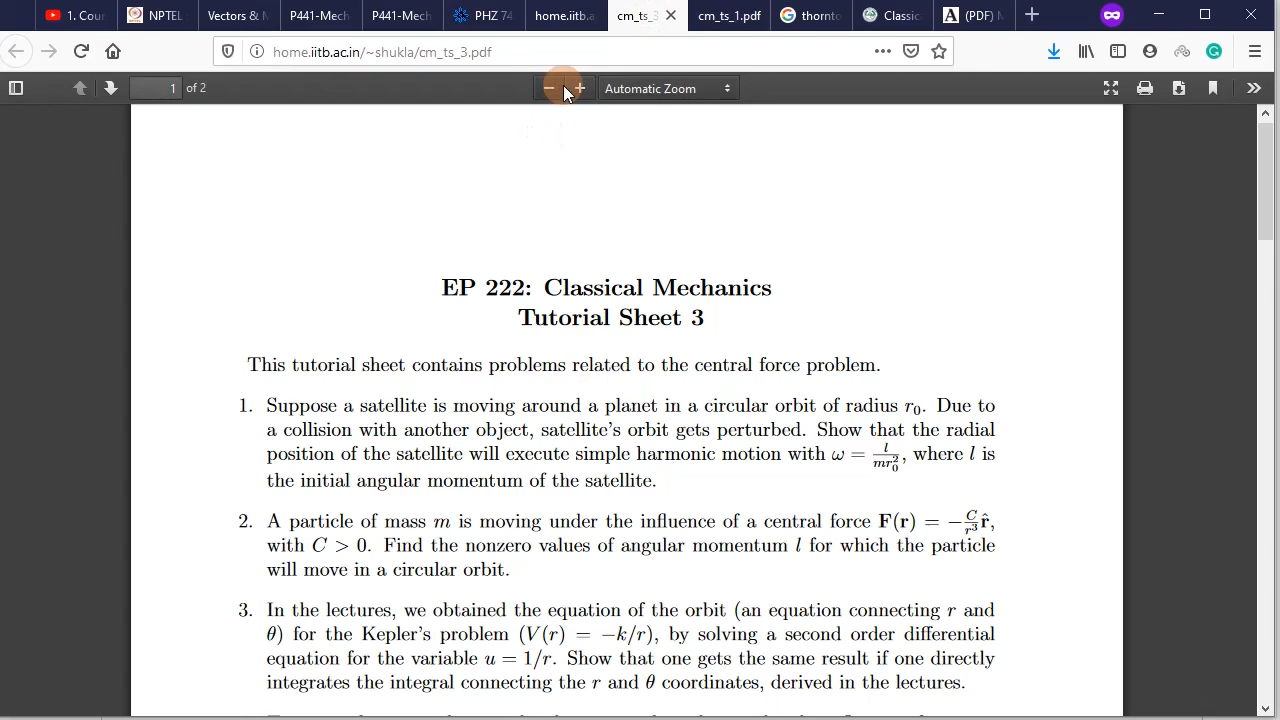 1. Cour
NPTEL
Vectors & M
P441-Mech
P441-Mech
PHZ 74
home.iitb.a
cm_ts_3
cm_ts_1.pdf
thornto
Classic
(PDF) M
home.iitb.ac.in/~shukla/cm_ts_3.pdf
1 of 2
Automatic Zoom
EP 222: Classical Mechanics
Tutorial Sheet 3
This tutorial sheet contains problems related to the central force problem.
1. Suppose a satellite is moving around a planet in a circular orbit of radius r₀. Due to
a collision with another object, satellite's orbit gets perturbed. Show that the radial
position of the satellite will execute simple harmonic motion with ω = l/mr₀², where l is
the initial angular momentum of the satellite.
2. A particle of mass m is moving under the influence of a central force F(r) = −C/r³ r̂,
with C > 0. Find the nonzero values of angular momentum l for which the particle
will move in a circular orbit.
3. In the lectures, we obtained the equation of the orbit (an equation connecting r and
θ) for the Kepler's problem (V(r) = −k/r), by solving a second order differential
equation for the variable u = 1/r. Show that one gets the same result if one directly
integrates the integral connecting the r and θ coordinates, derived in the lectures.